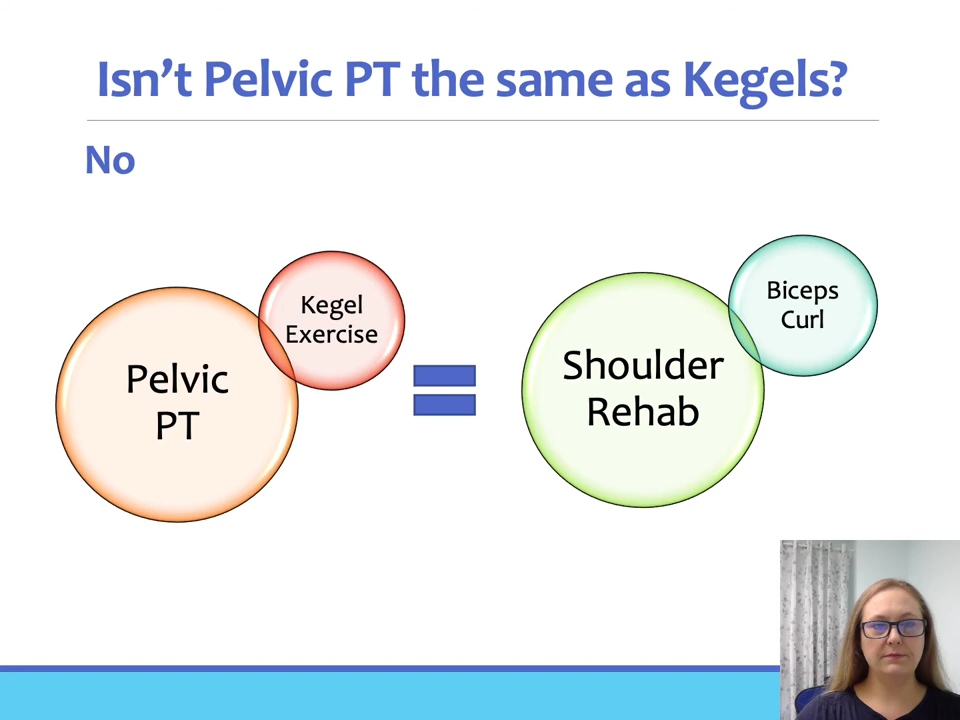 Isn’t Pelvic PT the same as Kegels?
No
Kegel
Exercise
Pelvic
PT
Biceps
Curl
Shoulder
Rehab